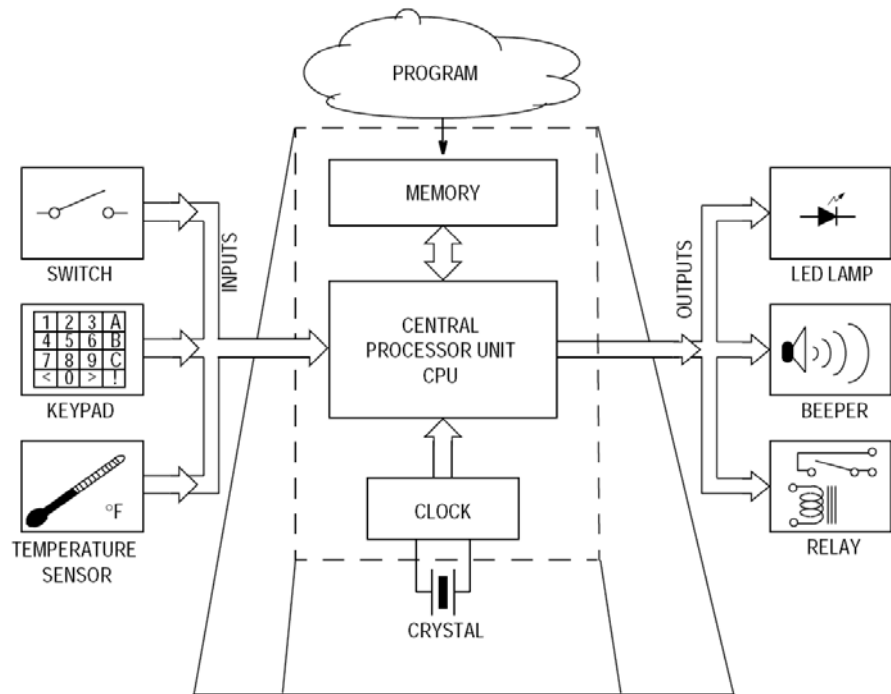 PROGRAM
MEMORY
SWITCH
INPUTS
OUTPUTS
LED LAMP
1 2 3 A
4 5 6 B
7 8 9 C
< 0 > !
KEYPAD
CENTRAL
PROCESSOR UNIT
CPU
BEEPER
°F
TEMPERATURE
SENSOR
CLOCK
RELAY
CRYSTAL